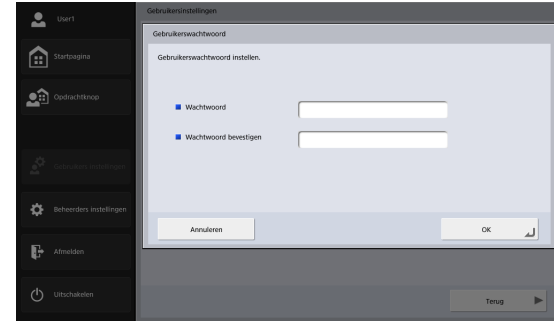 User1
Startpagina
Opdrachtknop
Gebruikersinstellingen
Beheerders instellingen
Afmelden
Uitschakelen
Gebruikersinstellingen
Gebruikerswachtwoord
Gebruikerswachtwoord instellen.
Wachtwoord
Wachtwoord bevestigen
Annuleren
OK
Terug